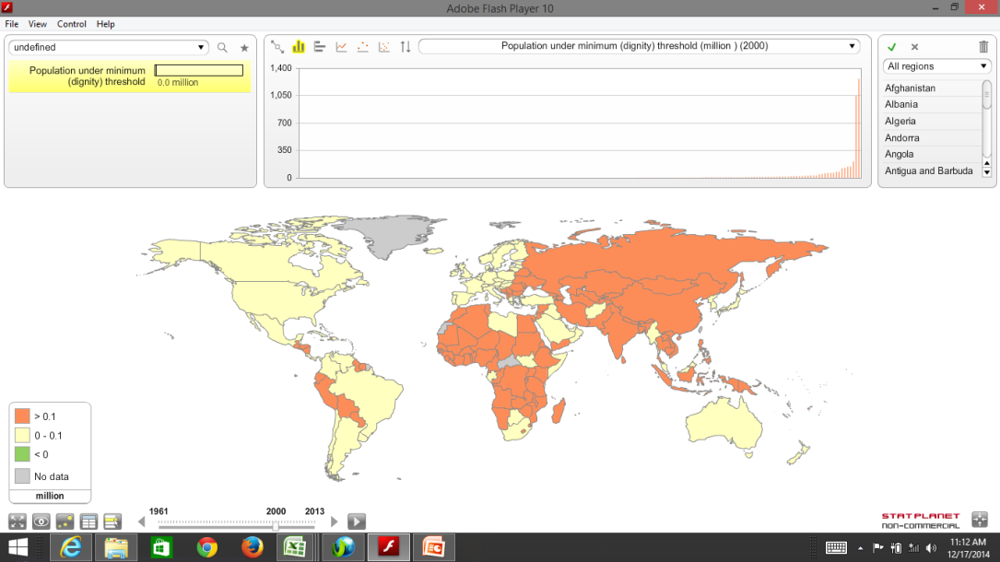 Adobe Flash Player 10
File View Control Help
undefined
Population under minimum
(dignity) threshold
0.0 million
Population under minimum (dignity) threshold (million ) (2000)
1,400
1,050
700
350
0
All regions
Afghanistan
Albania
Algeria
Andorra
Angola
Antigua and Barbuda
> 0.1
0 - 0.1
< 0
No data
million
1961 2000 2013
STATPLANET
NON-COMMERCIAL
11:12 AM
12/17/2014